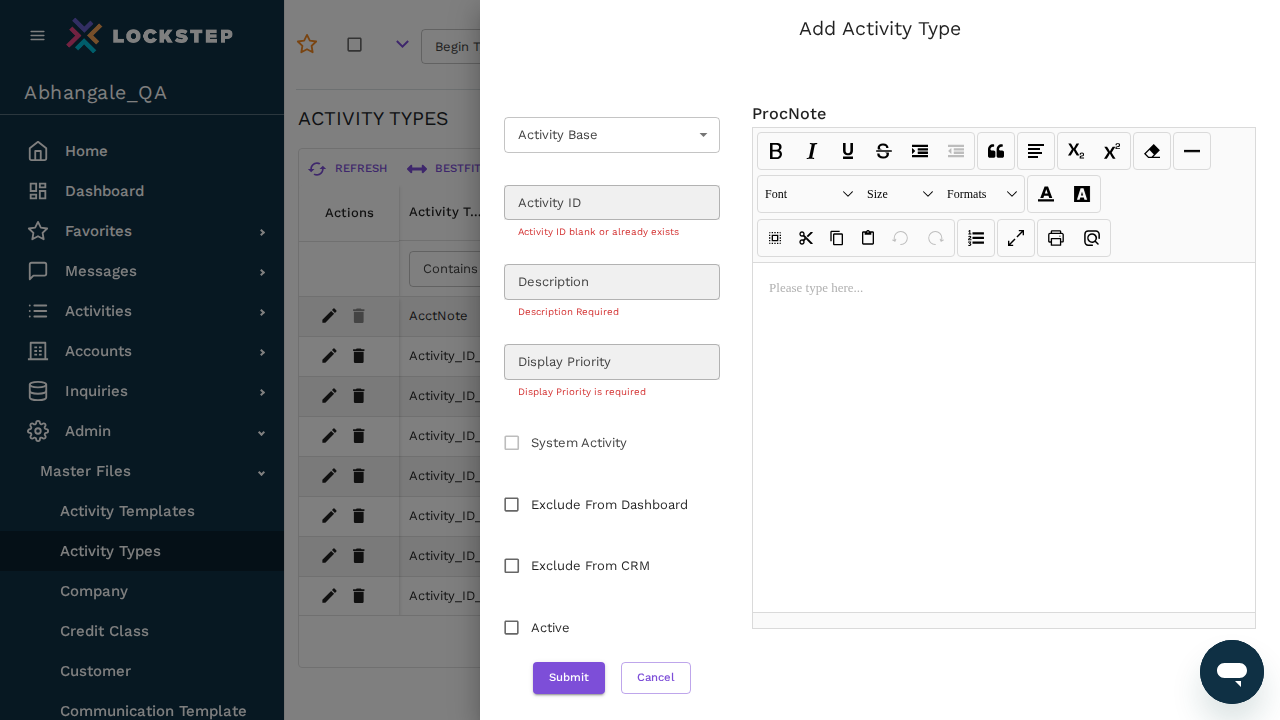 LOCKSTEP
Abhangale_QA
Home
Dashboard
Favorites
Messages
Activities
Accounts
Inquiries
Admin
Master Files
Activity Templates
Activity Types
Company
Credit Class
Customer
Communication Template
Begin T
ACTIVITY TYPES
REFRESH
BESTFIT
Actions
Activity T...
Contains
AcctNote
Activity_ID_
Activity_ID_
Activity_ID_
Activity_ID_
Activity_ID_
Activity_ID_
Activity_ID_
Add Activity Type
Activity Base
Activity ID
Activity ID blank or already exists
Description
Description Required
Display Priority
Display Priority is required
System Activity
Exclude From Dashboard
Exclude From CRM
Active
Submit
Cancel
ProcNote
Font
Size
Formats
Please type here...